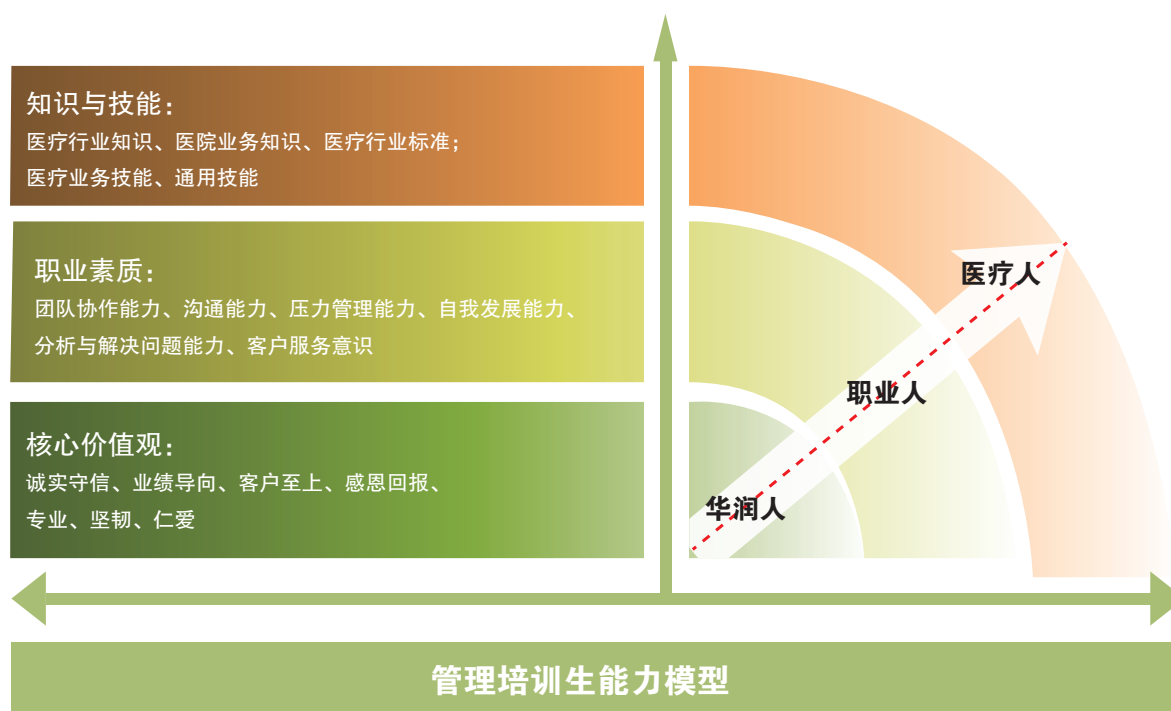 知识与技能：
医疗行业知识、医院业务知识、医疗行业标准；
医疗业务技能、通用技能
职业素质：
团队协作能力、沟通能力、压力管理能力、自我发展能力、
分析与解决问题能力、客户服务意识
核心价值观：
诚实守信、业绩导向、客户至上、感恩回报、
专业、坚韧、仁爱
医疗人
职业人
华润人
管理培训生能力模型